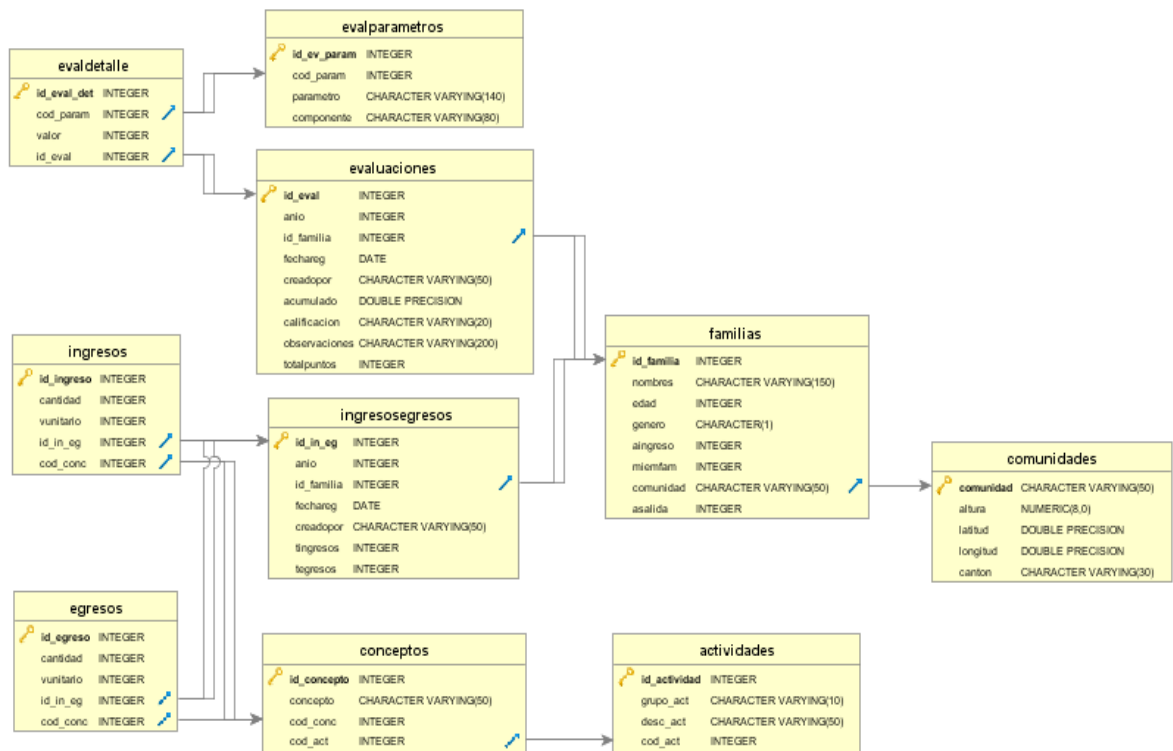 evalparametros
id_ev_param INTEGER
cod_param INTEGER
parametro CHARACTER VARYING(140)
componente CHARACTER VARYING(80)
evaldetalle
id_eval_det INTEGER
cod_param INTEGER
valor INTEGER
id_eval INTEGER
evaluaciones
id_eval INTEGER
anio INTEGER
id_familia INTEGER
fechareg DATE
creadopor CHARACTER VARYING(50)
acumulado DOUBLE PRECISION
calificacion CHARACTER VARYING(20)
observaciones CHARACTER VARYING(200)
totalpuntos INTEGER
familias
id_familia INTEGER
nombres CHARACTER VARYING(150)
edad INTEGER
genero CHARACTER(1)
aingreso INTEGER
miemfam INTEGER
comunidad CHARACTER VARYING(50)
asalida INTEGER
ingresos
id_ingreso INTEGER
cantidad INTEGER
vunitario INTEGER
id_in_eg INTEGER
cod_conc INTEGER
ingresosegresos
id_in_eg INTEGER
anio INTEGER
id_familia INTEGER
fechareg DATE
creadopor CHARACTER VARYING(50)
tingresos INTEGER
tegresos INTEGER
comunidades
comunidad CHARACTER VARYING(50)
altura NUMERIC(8,0)
latitud DOUBLE PRECISION
longitud DOUBLE PRECISION
canton CHARACTER VARYING(30)
egresos
id_egreso INTEGER
cantidad INTEGER
vunitario INTEGER
id_in_eg INTEGER
cod_conc INTEGER
conceptos
id_concepto INTEGER
concepto CHARACTER VARYING(50)
cod_conc INTEGER
cod_act INTEGER
actividades
id_actividad INTEGER
grupo_act CHARACTER VARYING(10)
desc_act CHARACTER VARYING(50)
cod_act INTEGER